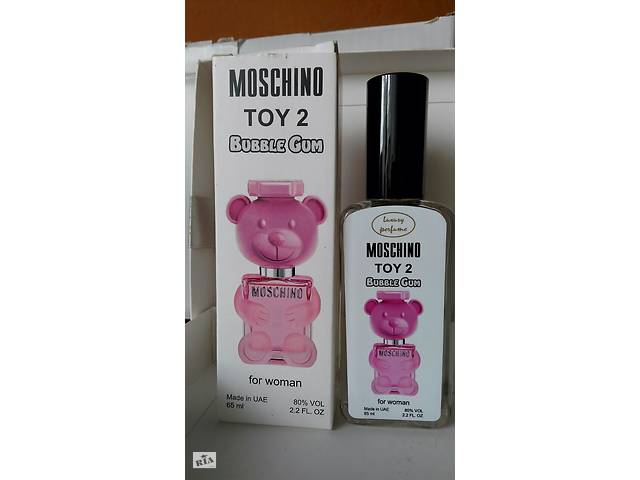 MOSCHINO
TOY 2
BUBBLE GUM
MOSCHINO
for woman
Made in UAE
65 ml
80% VOL
2.2 FL. OZ
Luxury
perfume
MOSCHINO
TOY 2
BUBBLE GUM
MOSCHINO
for woman
Made in UAE
65 ml
80% VOL
2.2 FL. OZ
RIA